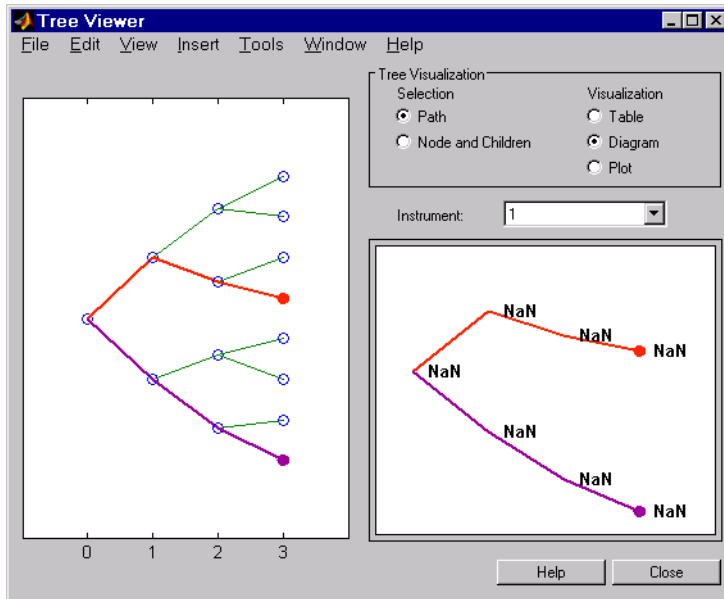 Tree Viewer
File Edit View Insert Tools Window Help
Tree Visualization
Selection
Path
Node and Children
Visualization
Table
Diagram
Plot
Instrument: 1
NaN
NaN
NaN
NaN
NaN
NaN
NaN
0 1 2 3
Help Close